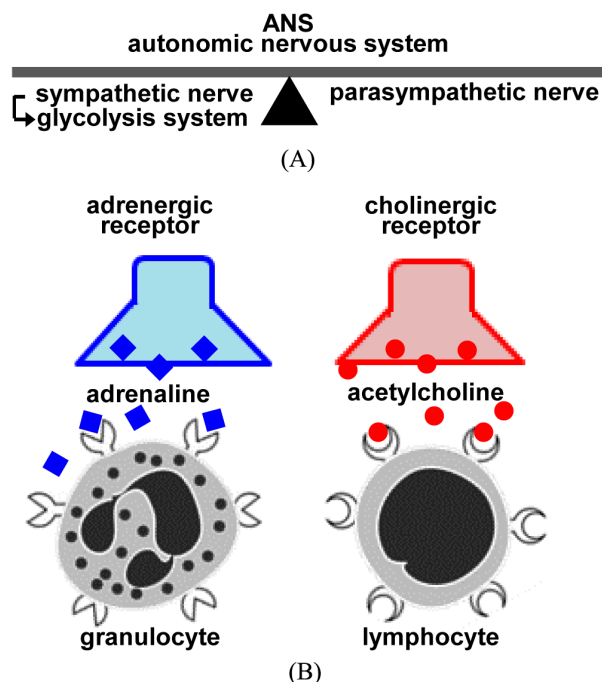 ANS
autonomic nervous system
sympathetic nerve
parasympathetic nerve
glycolysis system
(A)
adrenergic
receptor
cholinergic
receptor
adrenaline
acetylcholine
granulocyte
lymphocyte
(B)